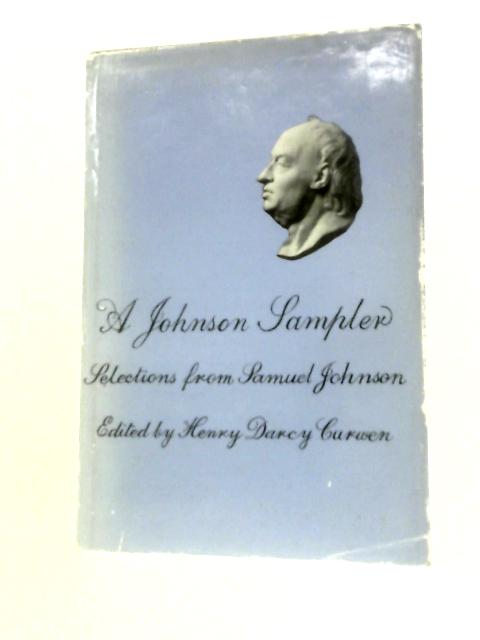 A Johnson Sampler
Selections from Samuel Johnson
Edited by Henry Darcy Curwen